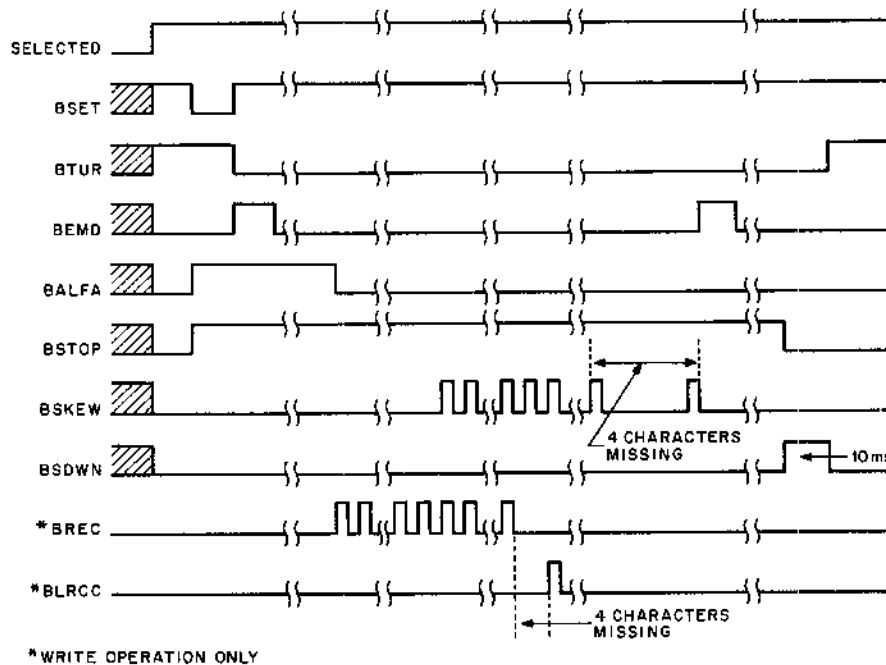 SELECTED
BSET
BTUR
BEMD
BALFA
BSTOP
BSKEW
4 CHARACTERS
MISSING
BSDWN
10 ms
*BREC
*BLRCC
4 CHARACTERS
MISSING
*WRITE OPERATION ONLY